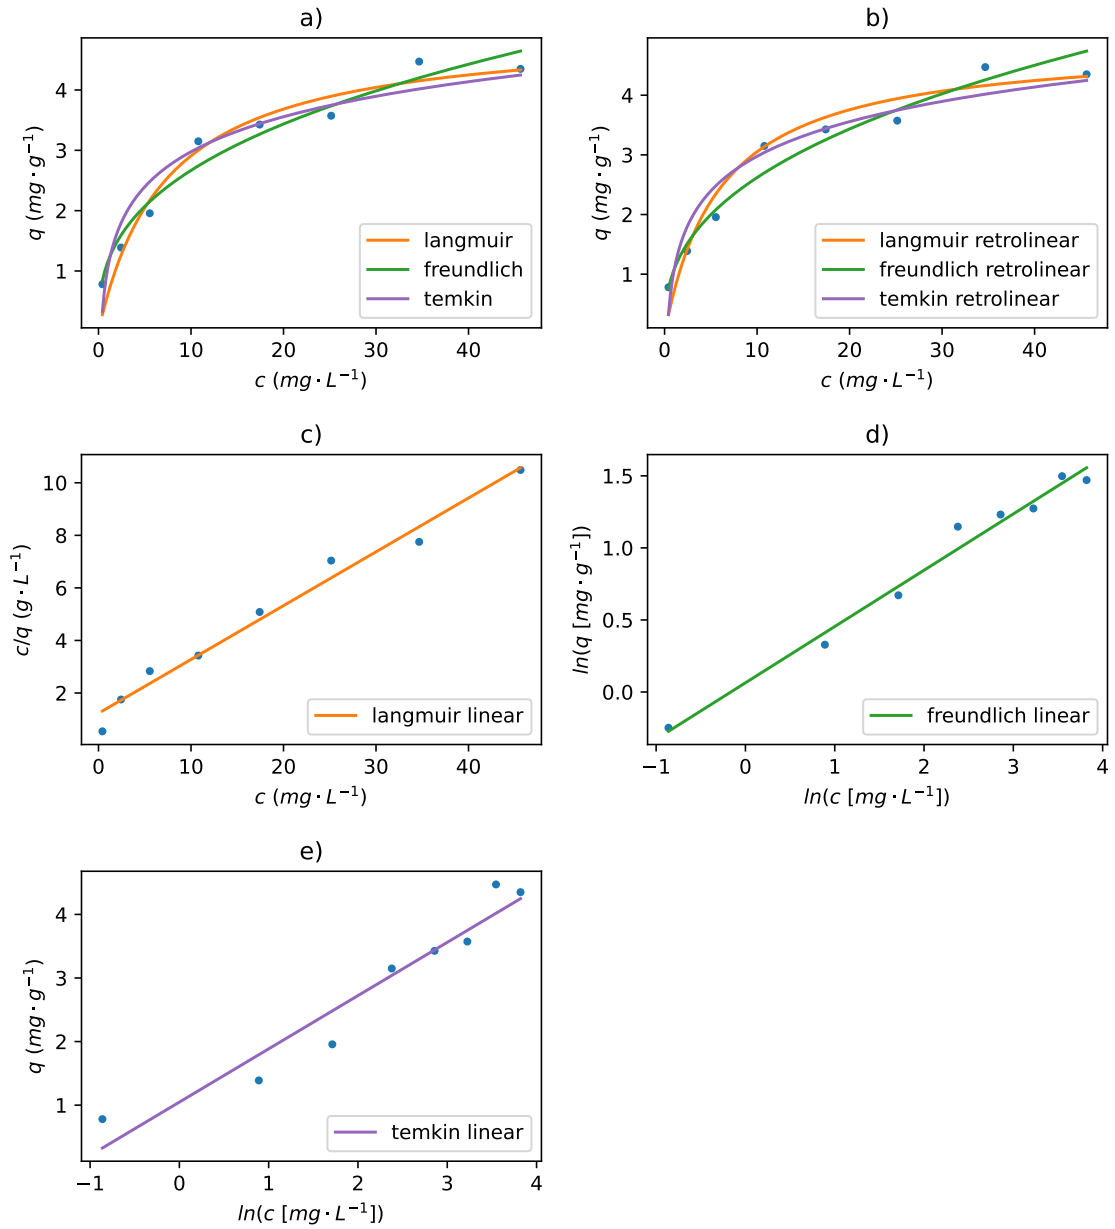 a)
q (mg · g⁻¹)
4
3
2
1
langmuir
freundlich
temkin
0 10 20 30 40
c (mg · L⁻¹)
b)
q (mg · g⁻¹)
4
3
2
1
langmuir retrolinear
freundlich retrolinear
temkin retrolinear
0 10 20 30 40
c (mg · L⁻¹)
c)
c/q (g · L⁻¹)
10
8
6
4
2
langmuir linear
0 10 20 30 40
c (mg · L⁻¹)
d)
ln(q [mg · g⁻¹])
1.5
1.0
0.5
0.0
freundlich linear
−1 0 1 2 3 4
ln(c [mg · L⁻¹])
e)
q (mg · g⁻¹)
4
3
2
1
temkin linear
−1 0 1 2 3 4
ln(c [mg · L⁻¹])